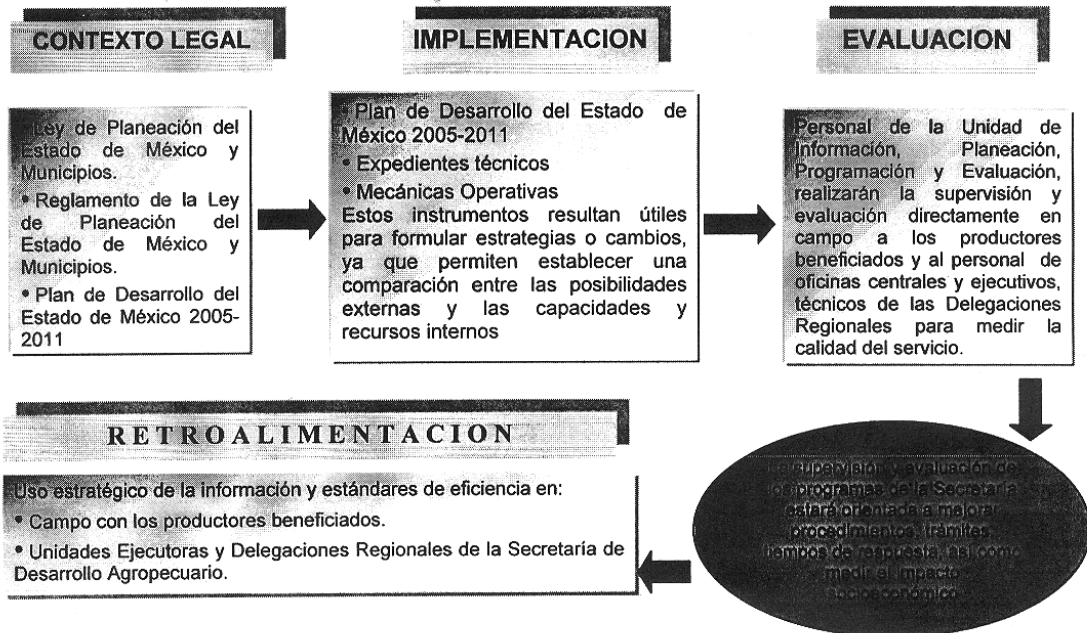 CONTEXTO LEGAL
• Ley de Planeación del
Estado de México y
Municipios.
• Reglamento de la Ley
de Planeación del
Estado de México y
Municipios.
• Plan de Desarrollo del
Estado de México 2005-
2011
IMPLEMENTACION
• Plan de Desarrollo del Estado de
México 2005-2011
• Expedientes técnicos
• Mecánicas Operativas
Estos instrumentos resultan útiles
para formular estrategias o cambios,
ya que permiten establecer una
comparación entre las posibilidades
externas y las capacidades y
recursos internos
EVALUACION
Personal de la Unidad de
Información, Planeación,
Programación y Evaluación,
realizarán la supervisión y
evaluación directamente en
campo a los productores
beneficiados y al personal de
oficinas centrales y ejecutivos,
técnicos de las Delegaciones
Regionales para medir la
calidad del servicio.
La supervisión y evaluación de
los programas de la Secretaría
estará orientada a mejorar
procedimientos, trámites,
tiempos de respuesta, así como
medir el impacto
socioeconómico
RETROALIMENTACION
Uso estratégico de la información y estándares de eficiencia en:
• Campo con los productores beneficiados.
• Unidades Ejecutoras y Delegaciones Regionales de la Secretaría de
Desarrollo Agropecuario.